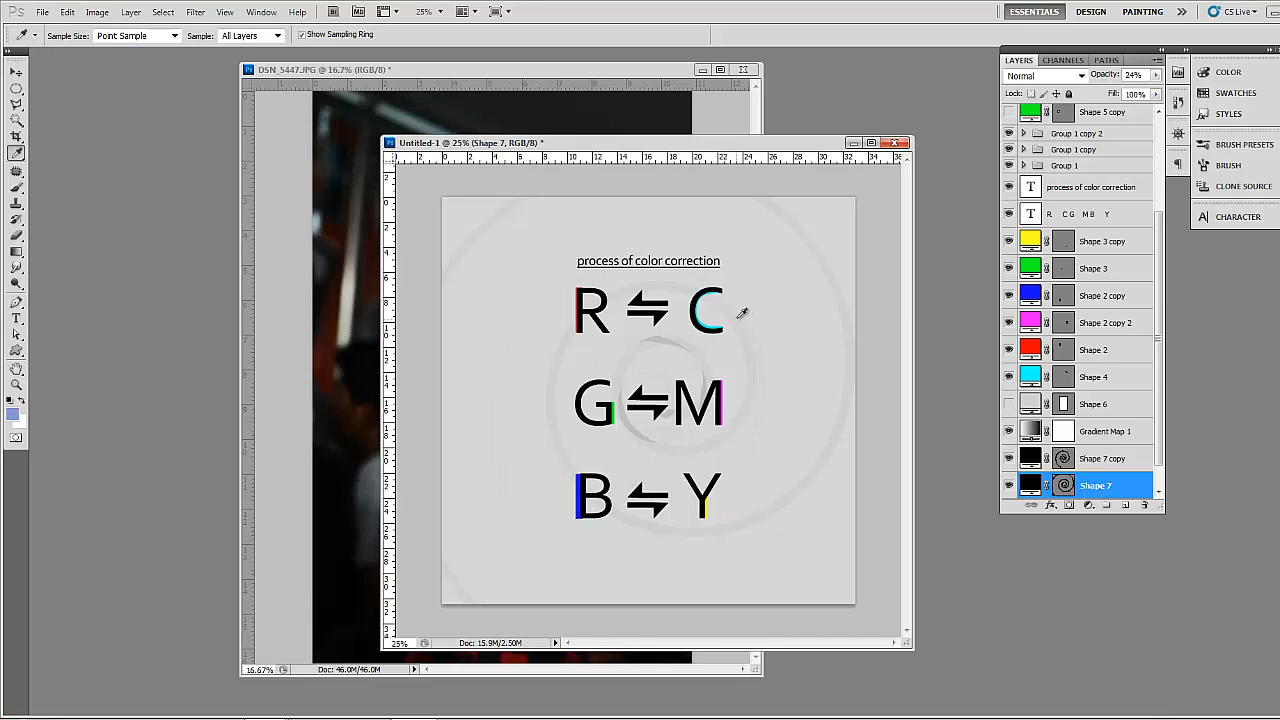 Ps File Edit Image Layer Select Filter View Window Help Br Mb 25% ESSENTIALS DESIGN PAINTING CS Live
Sample Size: Point Sample Sample: All Layers Show Sampling Ring
DSN_5447.JPG @ 16.7% (RGB/8) *
Untitled-1 @ 25% (Shape 7, RGB/8) *
process of color correction
R ⇋ C
G ⇋ M
B ⇋ Y
25% Doc: 15.9M/2.50M
16.67% Doc: 46.0M/46.0M
LAYERS CHANNELS PATHS
Normal Opacity: 24%
Lock: Fill: 100%
Shape 5 copy
Group 1 copy 2
Group 1 copy
Group 1
T process of color correction
T R C G M B Y
Shape 3 copy
Shape 3
Shape 2 copy
Shape 2 copy 2
Shape 2
Shape 4
Shape 6
Gradient Map 1
Shape 7 copy
Shape 7
COLOR
SWATCHES
STYLES
BRUSH PRESETS
BRUSH
CLONE SOURCE
CHARACTER